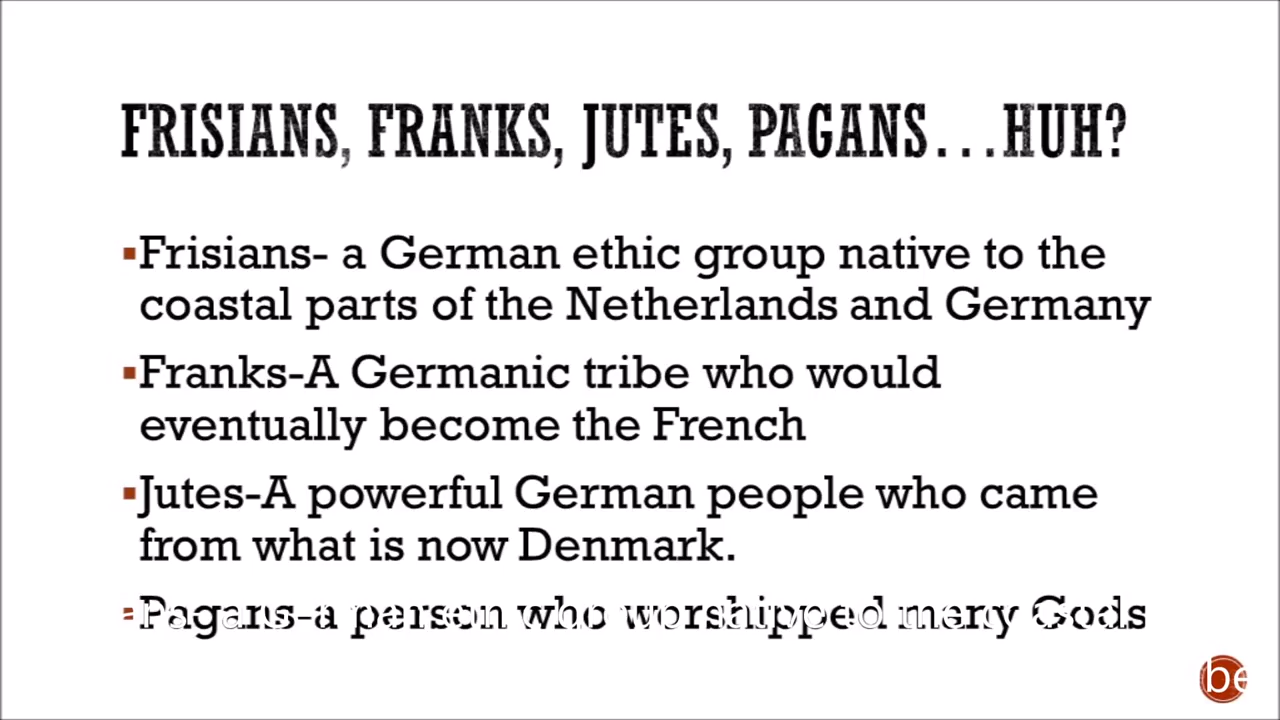 FRISIANS, FRANKS, JUTES, PAGANS...HUH?
▪Frisians- a German ethic group native to the
coastal parts of the Netherlands and Germany
▪Franks-A Germanic tribe who would
eventually become the French
▪Jutes-A powerful German people who came
from what is now Denmark.
▪Pagans-a person who worshipped many Gods
be